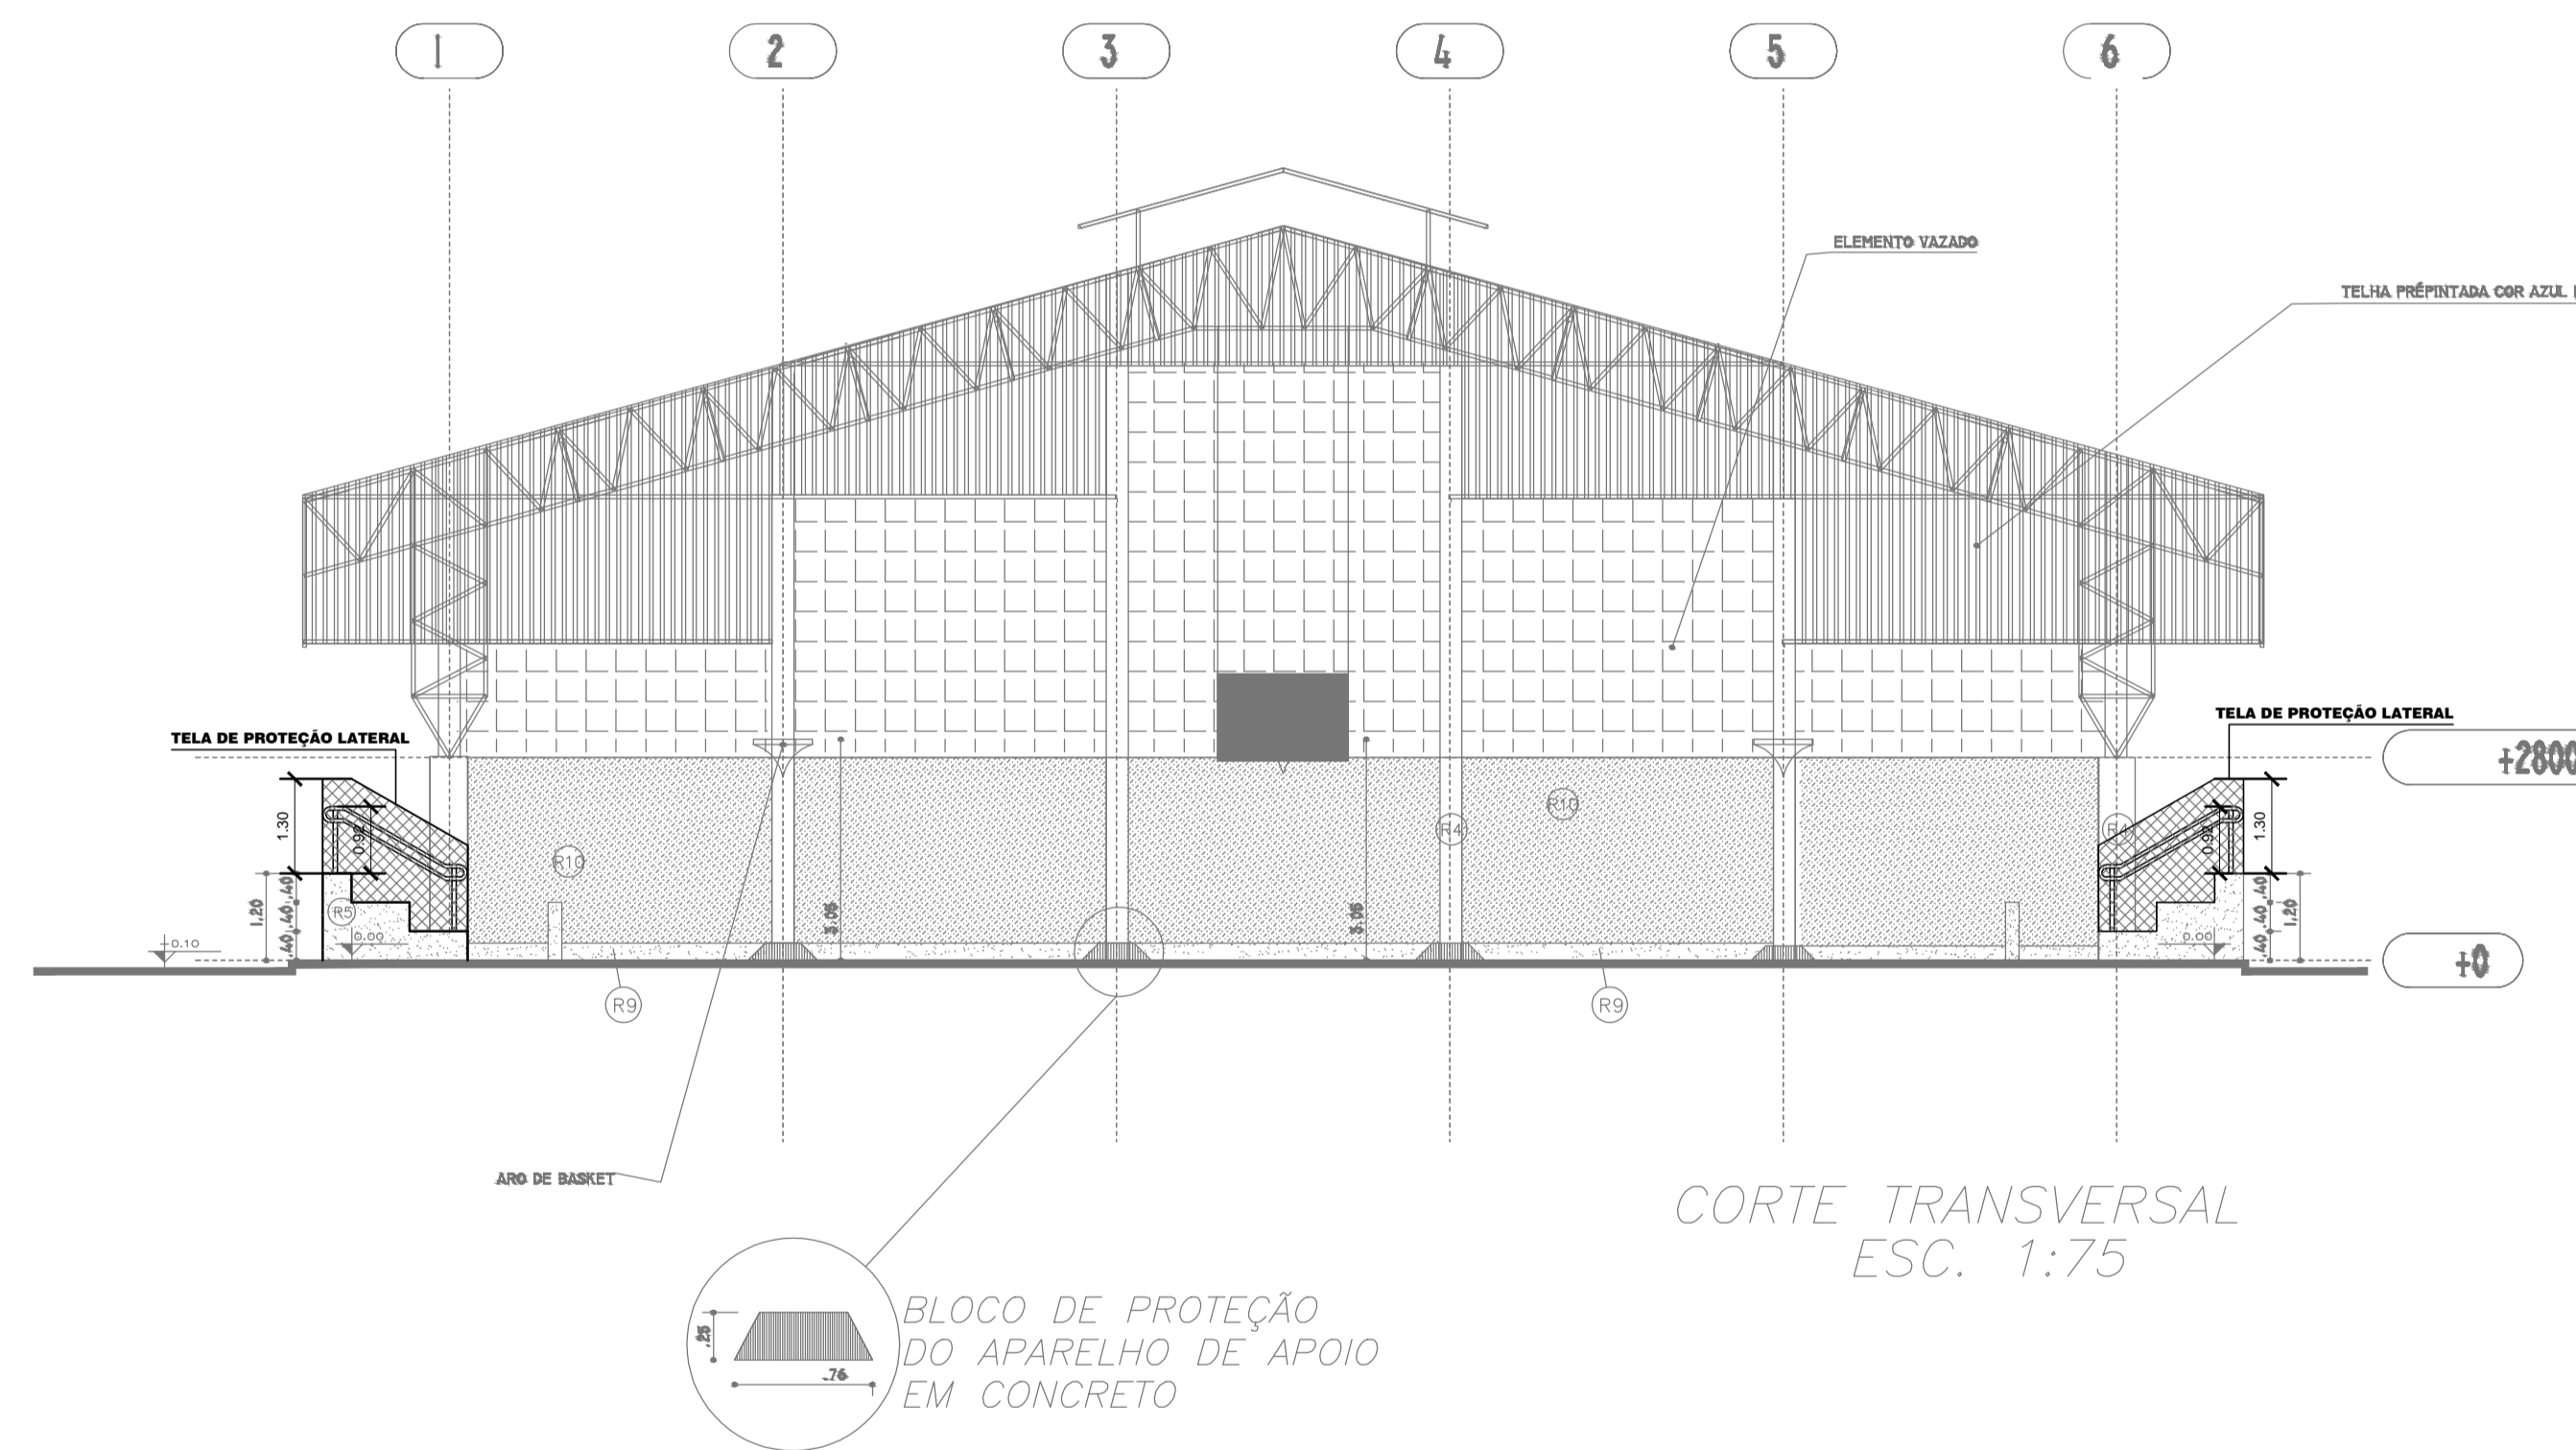 1 2 3 4 5 6
ELEMENTO VAZADO
TELHA PRÉPINTADA COR AZUL
TELA DE PROTEÇÃO LATERAL
TELA DE PROTEÇÃO LATERAL
+2800
1.30
0.92
R10
R10
R4
R4
0.92
1.30
1,20
.40 .40 .40
R5
0.00
-0.10
3.05
3.05
0.00
.40 .40 .40
1,20
+0
R9
R9
ARO DE BASKET
CORTE TRANSVERSAL
ESC. 1:75
BLOCO DE PROTEÇÃO
DO APARELHO DE APOIO
EM CONCRETO
.25
.76